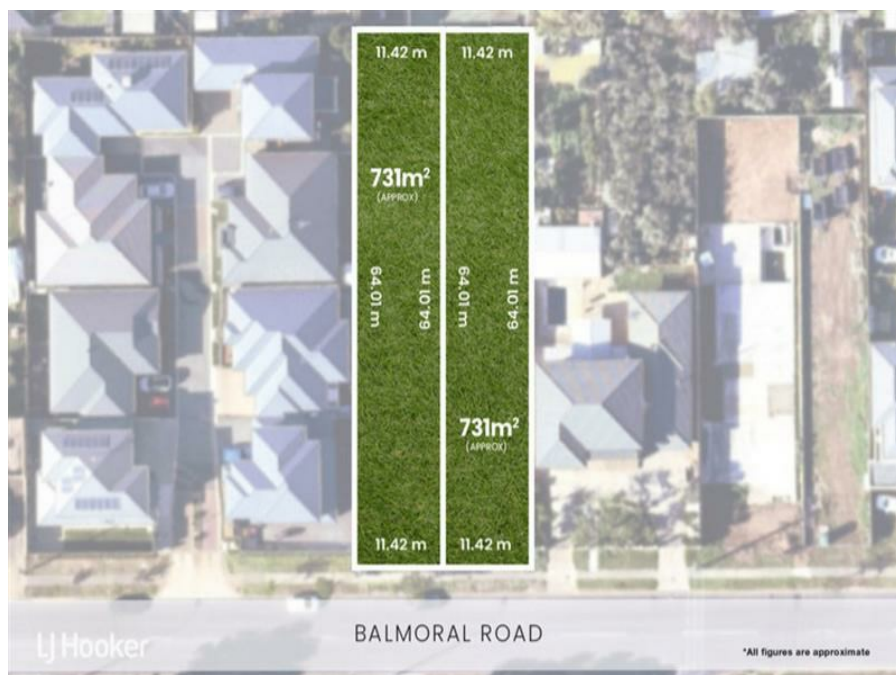 11.42 m
11.42 m
731m²
(APPROX)
64.01 m
64.01 m
64.01 m
64.01 m
731m²
(APPROX)
11.42 m
11.42 m
BALMORAL ROAD
LJ Hooker
*All figures are approximate